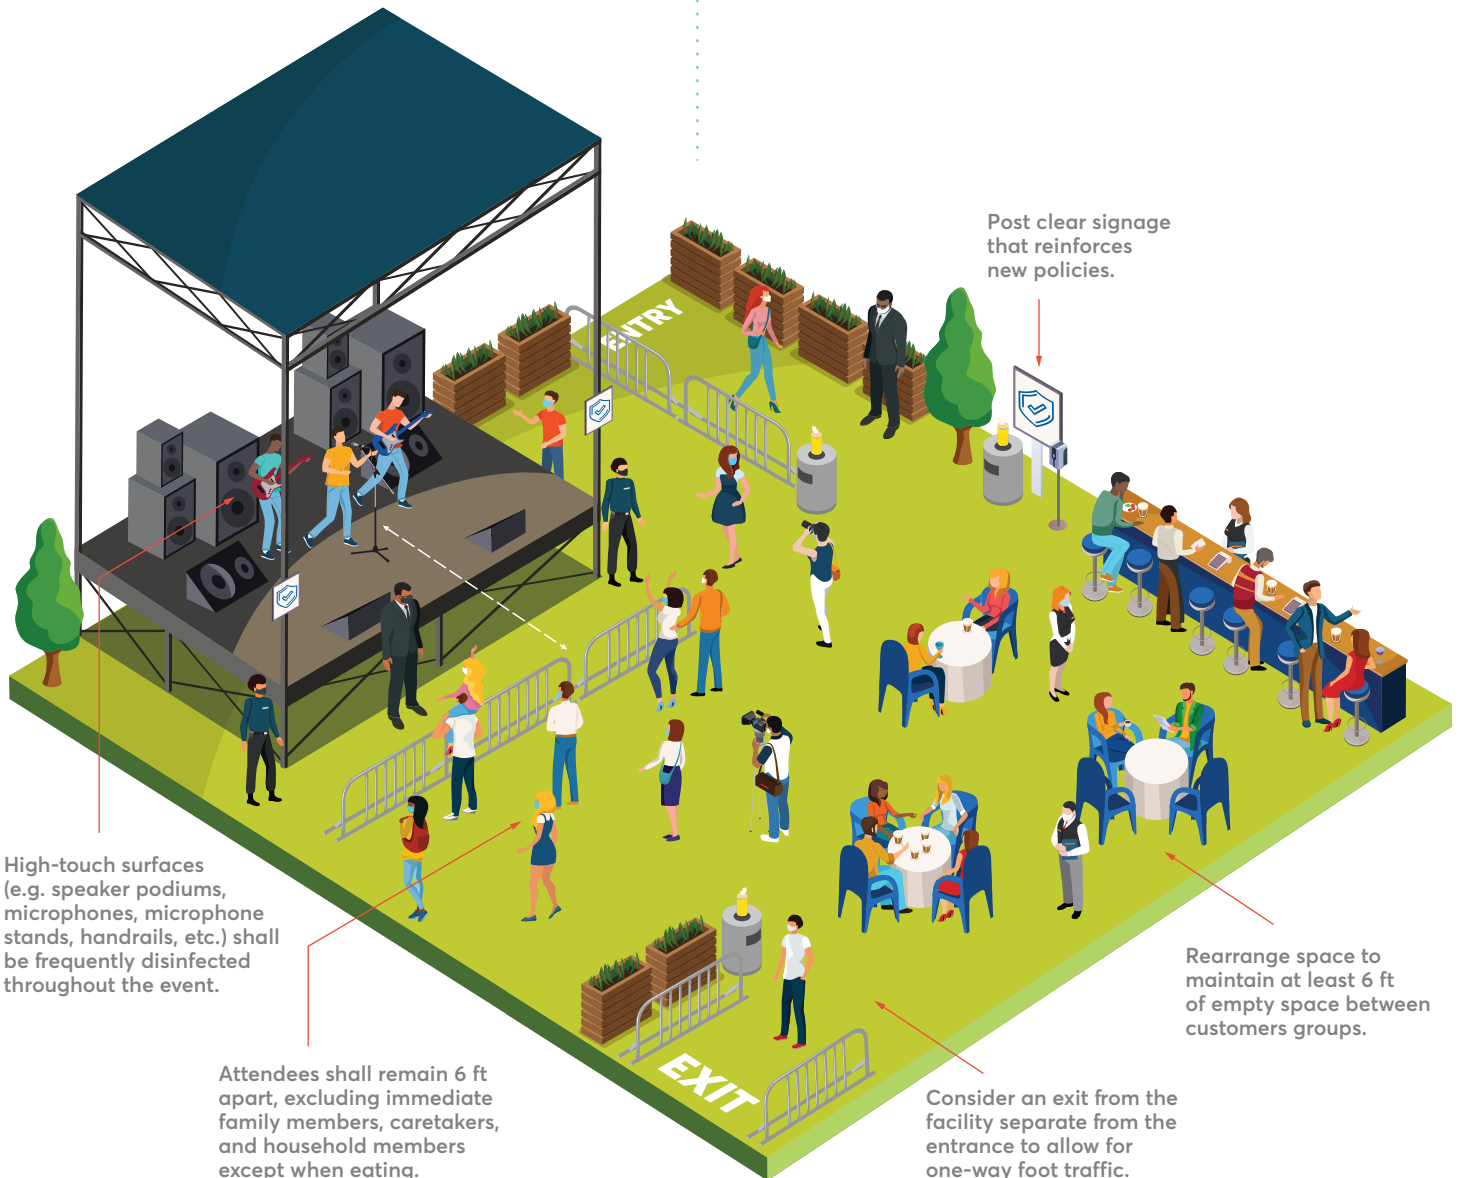 Post clear signage
that reinforces
new policies.
ENTRY
High-touch surfaces
(e.g. speaker podiums,
microphones, microphone
stands, handrails, etc.) shall
be frequently disinfected
throughout the event.
Attendees shall remain 6 ft
apart, excluding immediate
family members, caretakers,
and household members
except when eating.
EXIT
Consider an exit from the
facility separate from the
entrance to allow for
one-way foot traffic.
Rearrange space to
maintain at least 6 ft
of empty space between
customers groups.